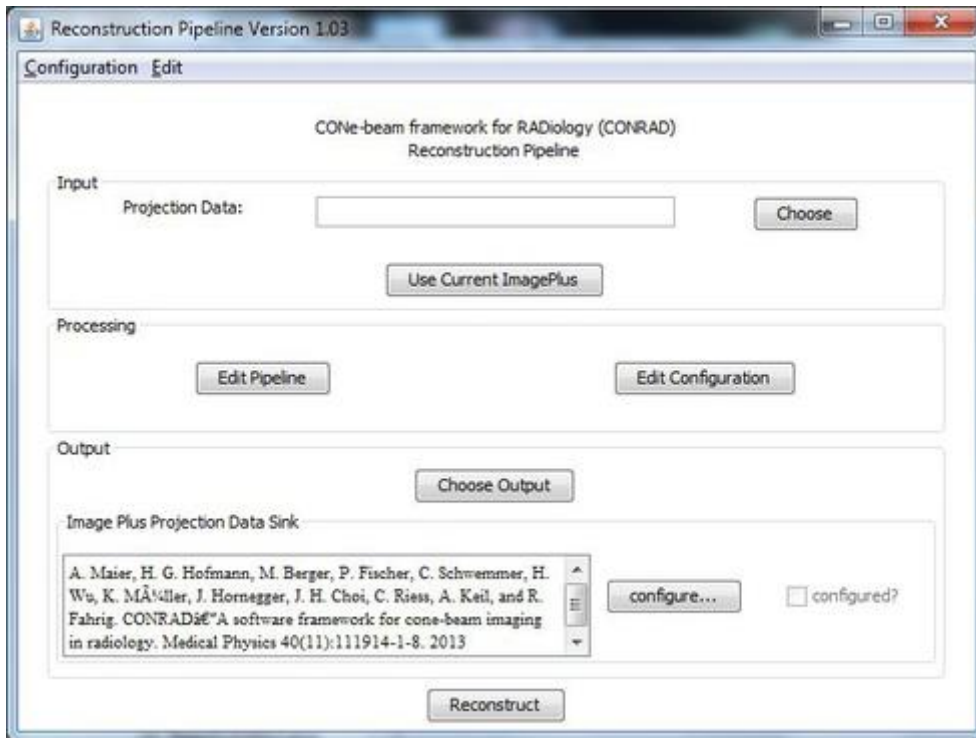 Reconstruction Pipeline Version 1.03
Configuration Edit
CONe-beam framework for RADiology (CONRAD)
Reconstruction Pipeline
Input
Projection Data:
Choose
Use Current ImagePlus
Processing
Edit Pipeline
Edit Configuration
Output
Choose Output
Image Plus Projection Data Sink
A. Maier, H. G. Hofmann, M. Berger, P. Fischer, C. Schwemmer, H.
Wu, K. MÃ¼ller, J. Hornegger, J. H. Choi, C. Riess, A. Keil, and R.
Fahrig. CONRADâ€“A software framework for cone-beam imaging
in radiology. Medical Physics 40(11):111914-1-8. 2013
configure...
configured?
Reconstruct